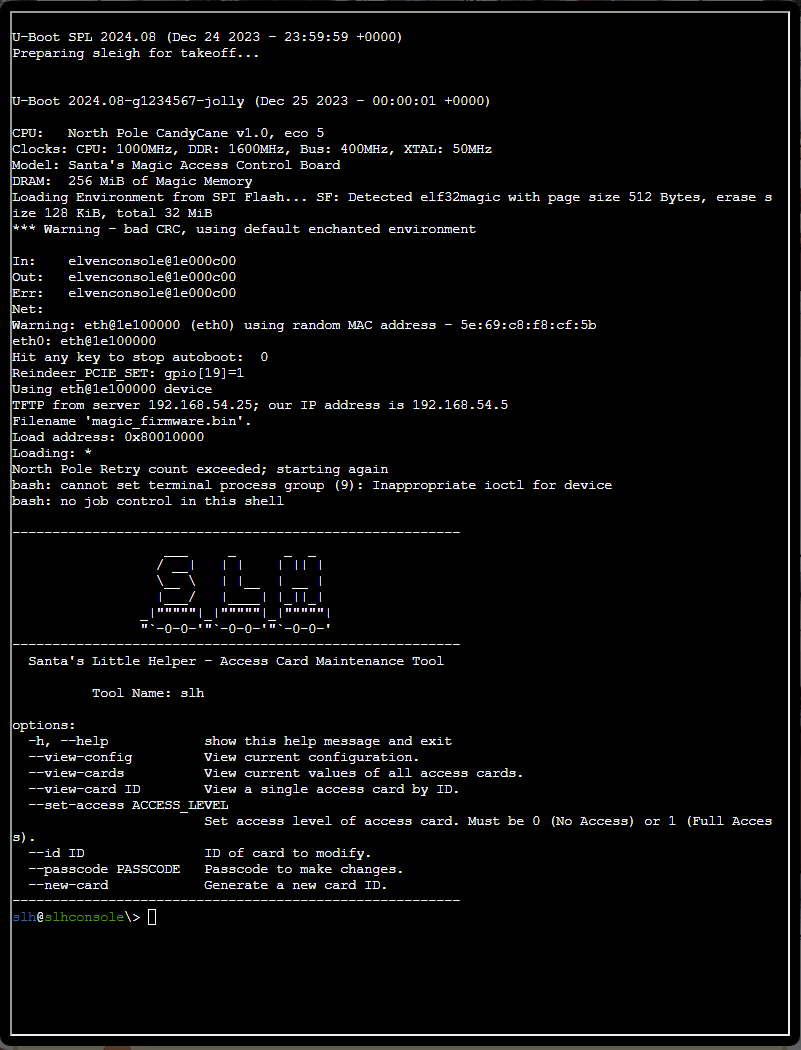 U-Boot SPL 2024.08 (Dec 24 2023 - 23:59:59 +0000)
Preparing sleigh for takeoff...
U-Boot 2024.08-g1234567-jolly (Dec 25 2023 - 00:00:01 +0000)
CPU:   North Pole CandyCane v1.0, eco 5
Clocks: CPU: 1000MHz, DDR: 1600MHz, Bus: 400MHz, XTAL: 50MHz
Model: Santa's Magic Access Control Board
DRAM:  256 MiB of Magic Memory
Loading Environment from SPI Flash... SF: Detected elf32magic with page size 512 Bytes, erase s
ize 128 KiB, total 32 MiB
*** Warning - bad CRC, using default enchanted environment
In:    elvenconsole@1e000c00
Out:   elvenconsole@1e000c00
Err:   elvenconsole@1e000c00
Net:
Warning: eth@1e100000 (eth0) using random MAC address - 5e:69:c8:f8:cf:5b
eth0: eth@1e100000
Hit any key to stop autoboot:  0
Reindeer_PCIE_SET: gpio[19]=1
Using eth@1e100000 device
TFTP from server 192.168.54.25; our IP address is 192.168.54.5
Filename 'magic_firmware.bin'.
Load address: 0x80010000
Loading: *
North Pole Retry count exceeded; starting again
bash: cannot set terminal process group (9): Inappropriate ioctl for device
bash: no job control in this shell
SLH
Santa's Little Helper - Access Card Maintenance Tool
Tool Name: slh
options:
  -h, --help            show this help message and exit
  --view-config         View current configuration.
  --view-cards          View current values of all access cards.
  --view-card ID        View a single access card by ID.
  --set-access ACCESS_LEVEL
                        Set access level of access card. Must be 0 (No Access) or 1 (Full Acces
s).
  --id ID               ID of card to modify.
  --passcode PASSCODE   Passcode to make changes.
  --new-card            Generate a new card ID.
slh@slhconsole\>